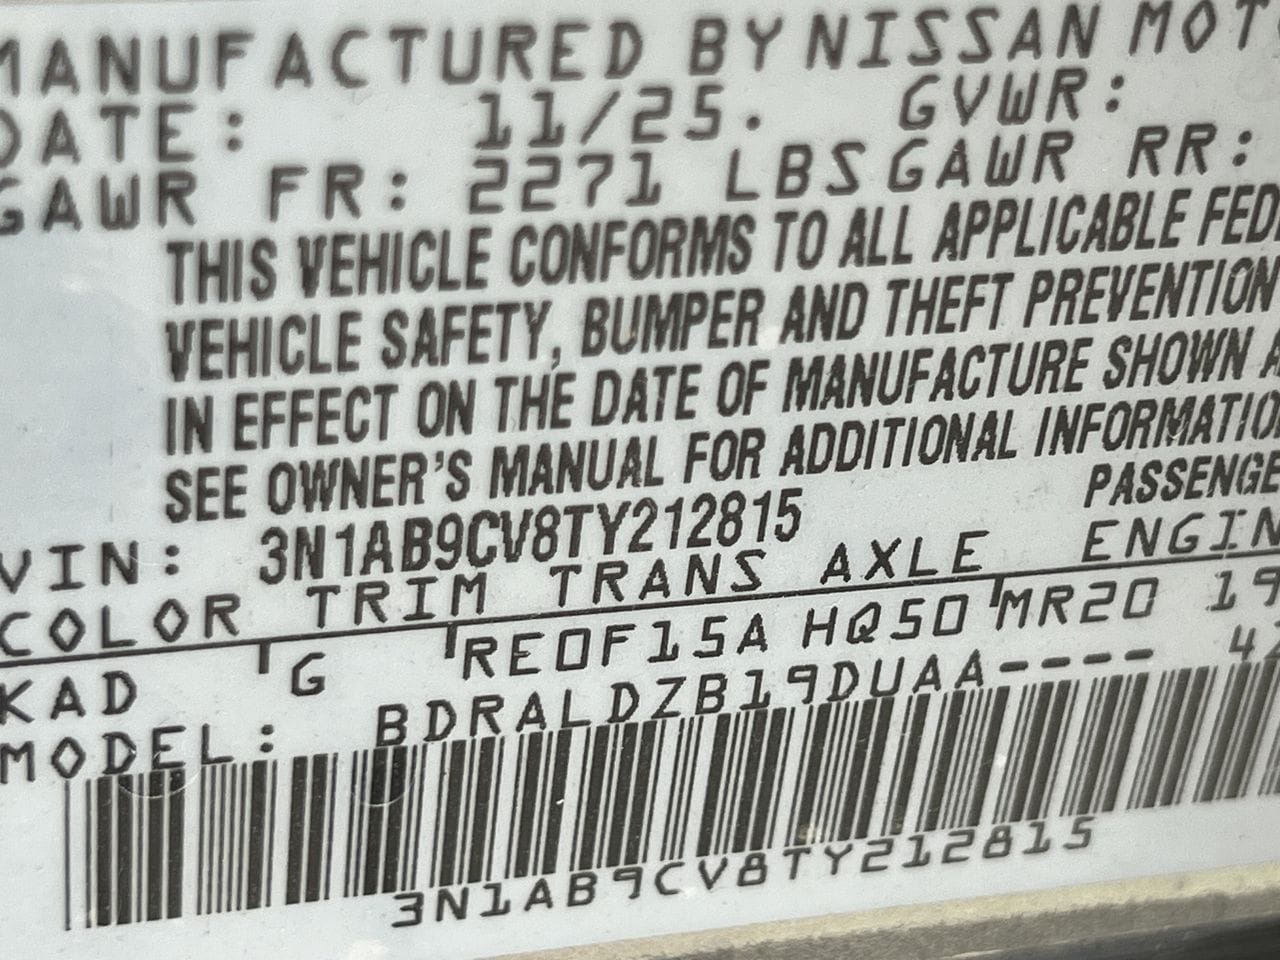 MANUFACTURED BY NISSAN MOT
DATE: 11/25. GVWR:
GAWR FR: 2271 LBS GAWR RR:
THIS VEHICLE CONFORMS TO ALL APPLICABLE FED
VEHICLE SAFETY, BUMPER AND THEFT PREVENTION
IN EFFECT ON THE DATE OF MANUFACTURE SHOWN A
SEE OWNER'S MANUAL FOR ADDITIONAL INFORMATIO
VIN: 3N1AB9CV8TY212815 PASSENGE
COLOR TRIM TRANS AXLE ENGIN
KAD G RE0F15A HQ50 MR20 19
MODEL: BDRALDZB19DUAA---- 42
3N1AB9CV8TY212815